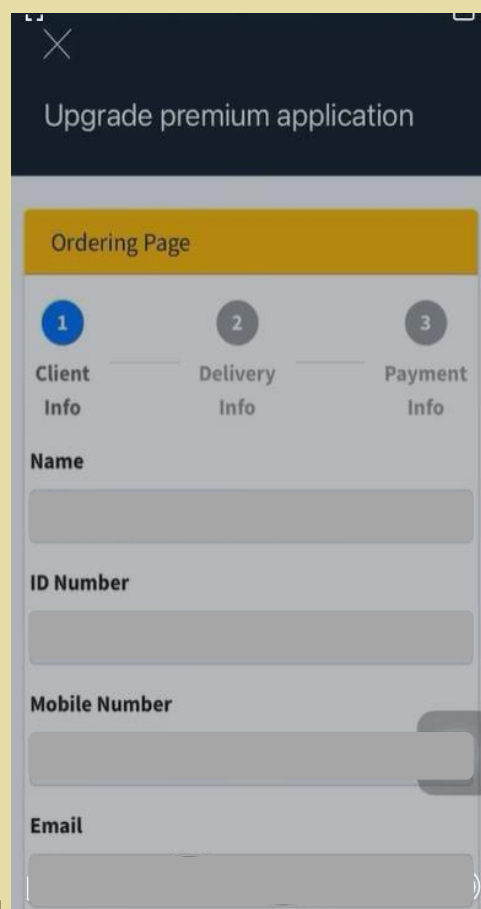 Upgrade premium application
Ordering Page
1 2 3
Client Delivery Payment
Info Info Info
Name
ID Number
Mobile Number
Email